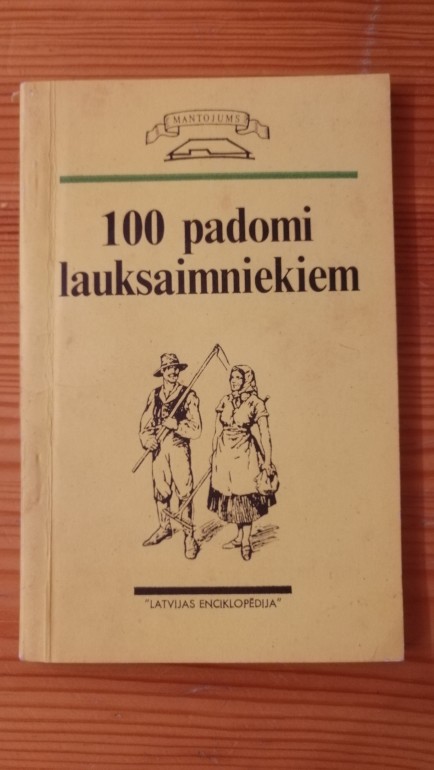 MANTOJUMS
100 padomi
lauksaimniekiem
"LATVIJAS ENCIKLOPĒDIJA"